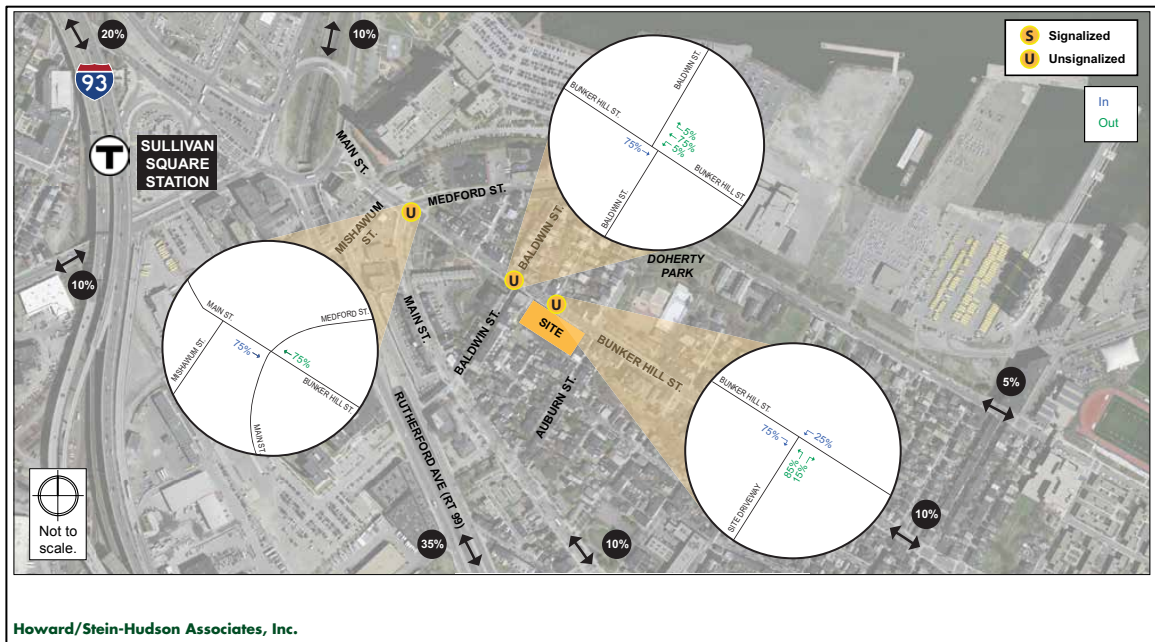 20%
10%
93
T
SULLIVAN
SQUARE
STATION
10%
MAIN ST.
MEDFORD ST.
MISHAWUM
ST.
U
BALDWIN ST.
DOHERTY
PARK
U
U
SITE
MAIN ST.
BALDWIN ST.
BUNKER HILL ST.
AUBURN ST.
RUTHERFORD AVE (RT 99)
35%
10%
5%
10%
S Signalized
U Unsignalized
In
Out
BUNKER HILL ST.
BALDWIN ST.
5%
75%
5%
75%
BUNKER HILL ST.
BALDWIN ST.
MAIN ST.
MEDFORD ST.
MISHAWUM ST.
75%
75%
BUNKER HILL ST.
MAIN ST.
BUNKER HILL ST.
75%
25%
85%
15%
SITE DRIVEWAY
Not to
scale.
Howard/Stein-Hudson Associates, Inc.